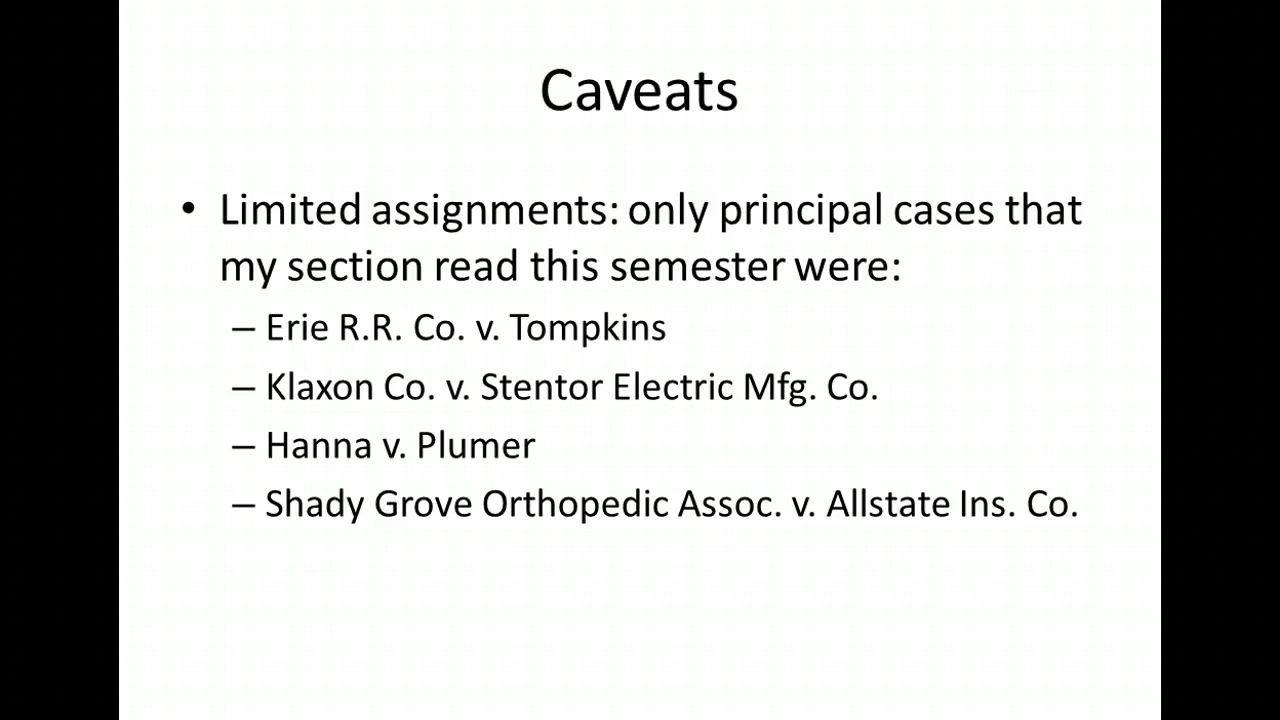 Caveats
• Limited assignments: only principal cases that
my section read this semester were:
– Erie R.R. Co. v. Tompkins
– Klaxon Co. v. Stentor Electric Mfg. Co.
– Hanna v. Plumer
– Shady Grove Orthopedic Assoc. v. Allstate Ins. Co.